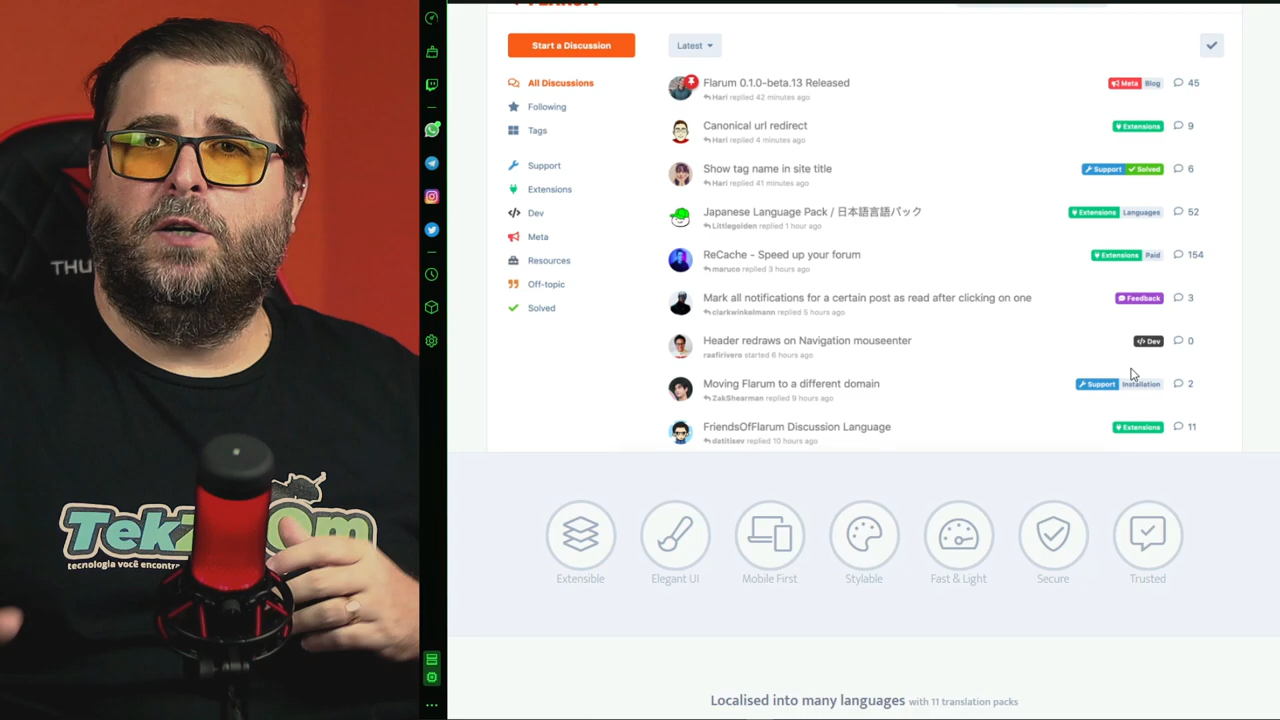 Start a Discussion
Latest
All Discussions
Following
Tags
Support
Extensions
Dev
Meta
Resources
Off-topic
Solved
Flarum 0.1.0-beta.13 Released
Hari replied 42 minutes ago
Meta Blog 45
Canonical url redirect
Hari replied 4 minutes ago
Extensions 9
Show tag name in site title
Hari replied 41 minutes ago
Support Solved 6
Japanese Language Pack / 日本語言語パック
Littlegolden replied 1 hour ago
Extensions Languages 52
ReCache - Speed up your forum
maruco replied 3 hours ago
Extensions Paid 154
Mark all notifications for a certain post as read after clicking on one
clarkwinkelmann replied 5 hours ago
Feedback 3
Header redraws on Navigation mouseenter
raafirivero started 6 hours ago
</> Dev 0
Moving Flarum to a different domain
ZakShearman replied 9 hours ago
Support Installation 2
FriendsOfFlarum Discussion Language
datitisev replied 10 hours ago
Extensions 11
Extensible
Elegant UI
Mobile First
Stylable
Fast & Light
Secure
Trusted
Localised into many languages with 11 translation packs
THU
tecnologia você encontra